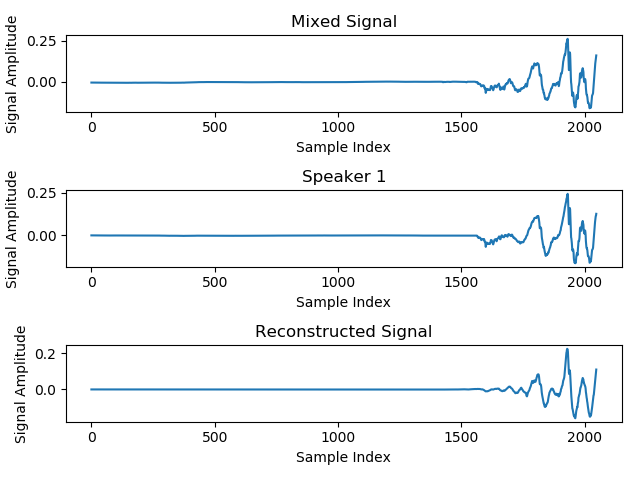 Mixed Signal
0.25
0.00
Signal Amplitude
0 500 1000 1500 2000
Sample Index
Speaker 1
0.25
0.00
Signal Amplitude
0 500 1000 1500 2000
Sample Index
Reconstructed Signal
0.2
0.0
Signal Amplitude
0 500 1000 1500 2000
Sample Index